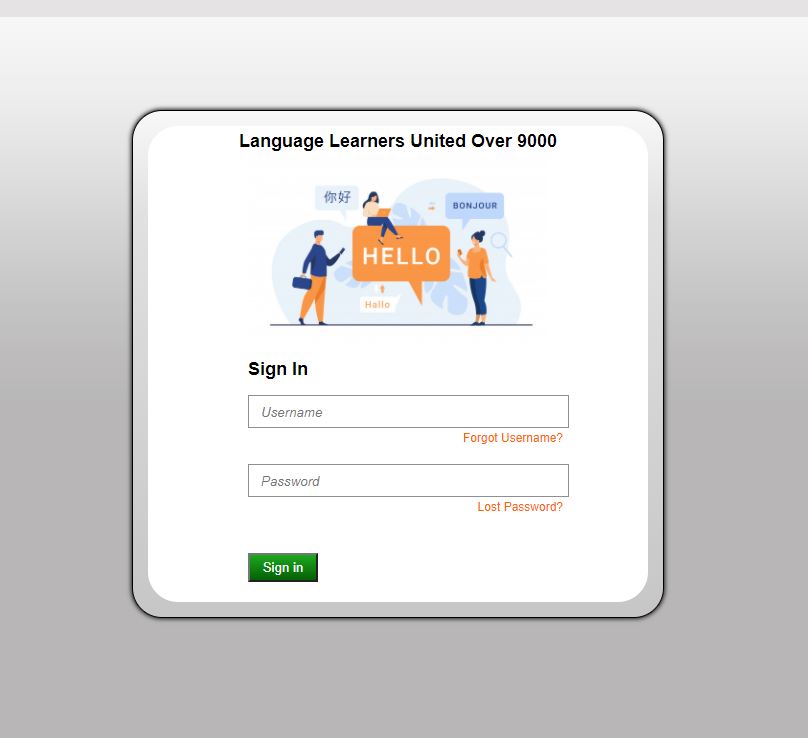 Language Learners United Over 9000
你好
BONJOUR
HELLO
Hallo
Sign In
Username
Forgot Username?
Password
Lost Password?
Sign in